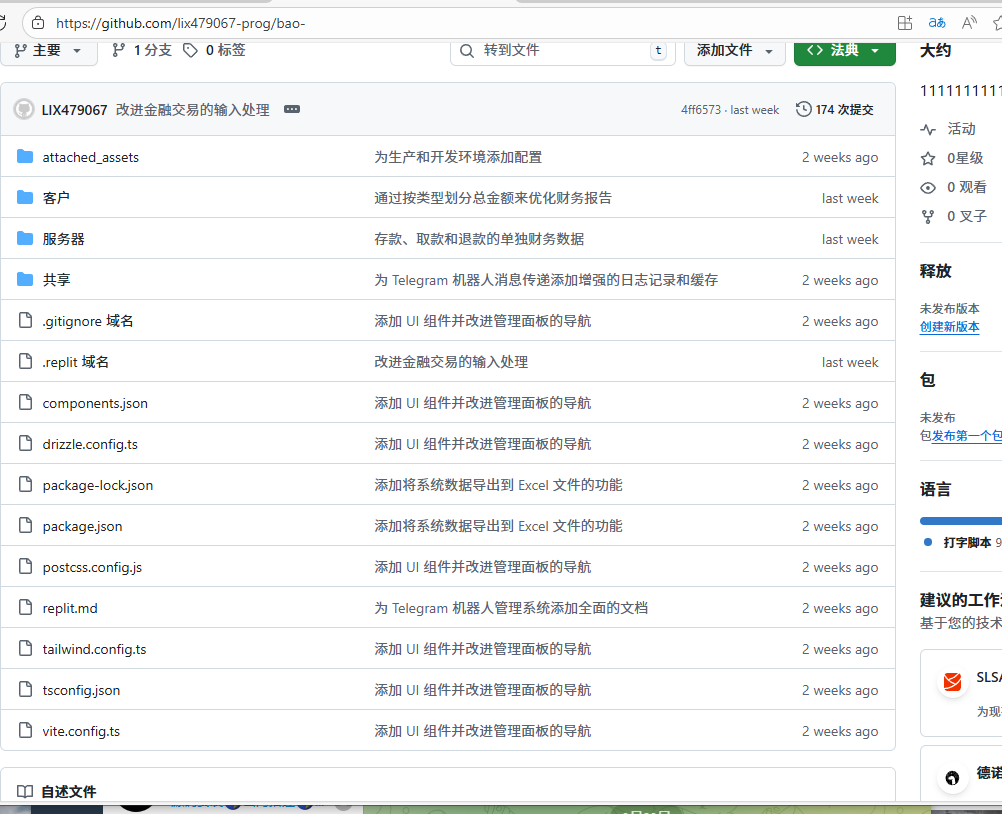 https://github.com/lix479067-prog/bao-
主要
1 分支
0 标签
转到文件
t
添加文件
法典
LIX479067 改进金融交易的输入处理
4ff6573 · last week
174 次提交
attached_assets 为生产和开发环境添加配置 2 weeks ago
客户 通过按类型划分总金额来优化财务报告 last week
服务器 存款、取款和退款的单独财务数据 last week
共享 为 Telegram 机器人消息传递添加增强的日志记录和缓存 2 weeks ago
.gitignore 域名 添加 UI 组件并改进管理面板的导航 2 weeks ago
.replit 域名 改进金融交易的输入处理 last week
components.json 添加 UI 组件并改进管理面板的导航 2 weeks ago
drizzle.config.ts 添加 UI 组件并改进管理面板的导航 2 weeks ago
package-lock.json 添加将系统数据导出到 Excel 文件的功能 2 weeks ago
package.json 添加将系统数据导出到 Excel 文件的功能 2 weeks ago
postcss.config.js 添加 UI 组件并改进管理面板的导航 2 weeks ago
replit.md 为 Telegram 机器人管理系统添加全面的文档 2 weeks ago
tailwind.config.ts 添加 UI 组件并改进管理面板的导航 2 weeks ago
tsconfig.json 添加 UI 组件并改进管理面板的导航 2 weeks ago
vite.config.ts 添加 UI 组件并改进管理面板的导航 2 weeks ago
自述文件
大约
1111111111
活动
0星级
0 观看
0 叉子
释放
未发布版本
创建新版本
包
未发布
包发布第一个包
语言
打字脚本 9
建议的工作
基于您的技术
SLSA
为现
德诺